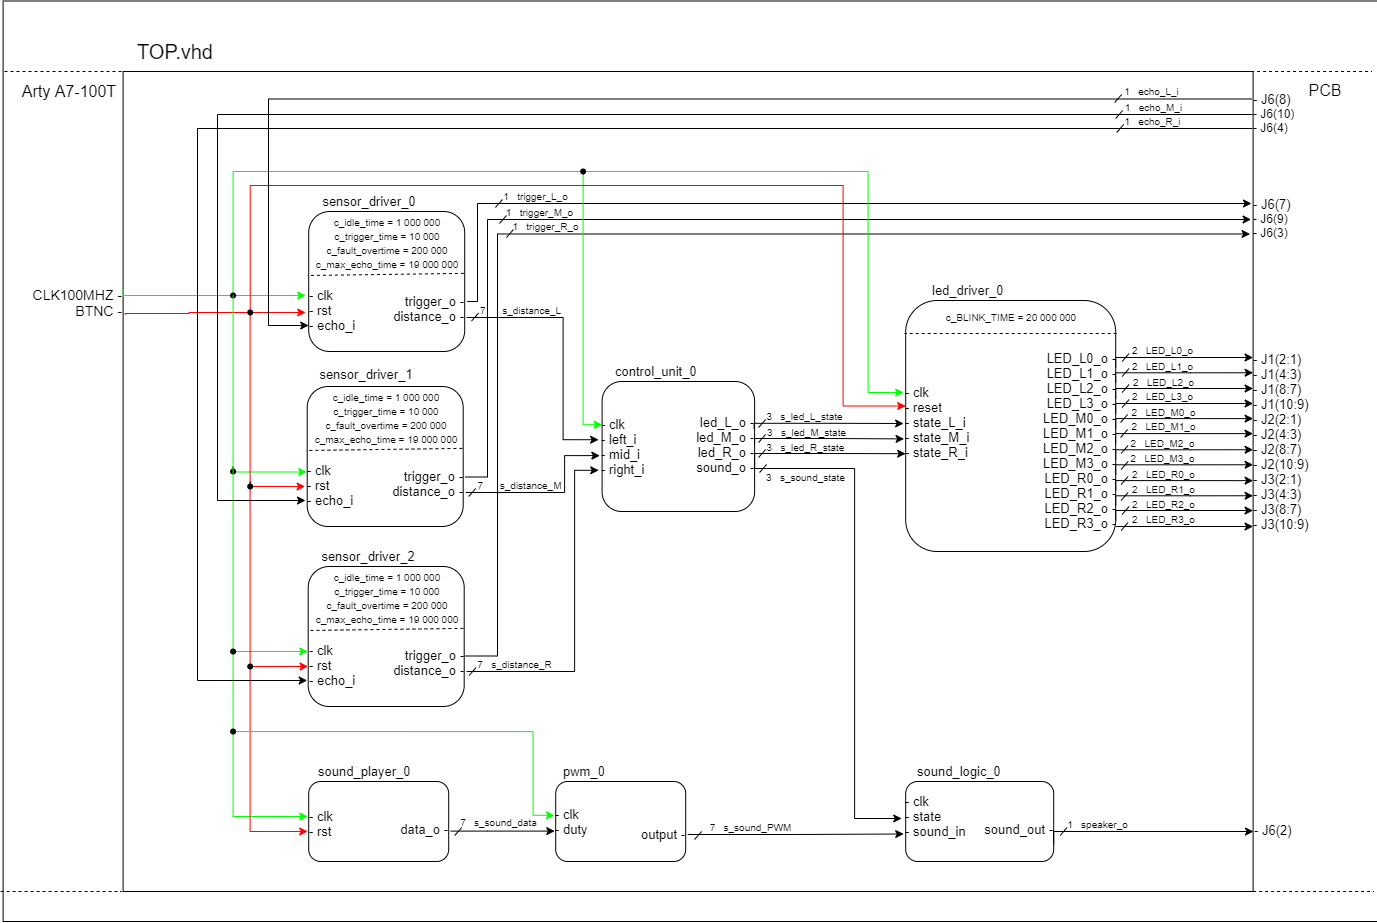 TOP.vhd
Arty A7-100T
PCB
1 echo_L_i
J6(8)
1 echo_M_i
J6(10)
1 echo_R_i
J6(4)
sensor_driver_0
c_idle_time = 1 000 000
c_trigger_time = 10 000
c_fault_overtime = 200 000
c_max_echo_time = 19 000 000
clk
rst
echo_i
trigger_o
distance_o
1 trigger_L_o
J6(7)
1 trigger_M_o
J6(9)
1 trigger_R_o
J6(3)
CLK100MHZ
BTNC
7 s_distance_L
sensor_driver_1
c_idle_time = 1 000 000
c_trigger_time = 10 000
c_fault_overtime = 200 000
c_max_echo_time = 19 000 000
clk
rst
echo_i
trigger_o
distance_o
7 s_distance_M
sensor_driver_2
c_idle_time = 1 000 000
c_trigger_time = 10 000
c_fault_overtime = 200 000
c_max_echo_time = 19 000 000
clk
rst
echo_i
trigger_o
distance_o
7 s_distance_R
control_unit_0
clk
left_i
mid_i
right_i
led_L_o
led_M_o
led_R_o
sound_o
3 s_led_L_state
3 s_led_M_state
3 s_led_R_state
3 s_sound_state
led_driver_0
c_BLINK_TIME = 20 000 000
clk
reset
state_L_i
state_M_i
state_R_i
LED_L0_o
LED_L1_o
LED_L2_o
LED_L3_o
LED_M0_o
LED_M1_o
LED_M2_o
LED_M3_o
LED_R0_o
LED_R1_o
LED_R2_o
LED_R3_o
2 LED_L0_o
2 LED_L1_o
2 LED_L2_o
2 LED_L3_o
2 LED_M0_o
2 LED_M1_o
2 LED_M2_o
2 LED_M3_o
2 LED_R0_o
2 LED_R1_o
2 LED_R2_o
2 LED_R3_o
J1(2:1)
J1(4:3)
J1(8:7)
J1(10:9)
J2(2:1)
J2(4:3)
J2(8:7)
J2(10:9)
J3(2:1)
J3(4:3)
J3(8:7)
J3(10:9)
sound_player_0
clk
rst
data_o
7 s_sound_data
pwm_0
clk
duty
output
7 s_sound_PWM
sound_logic_0
clk
state
sound_in
sound_out
1 speaker_o
J6(2)